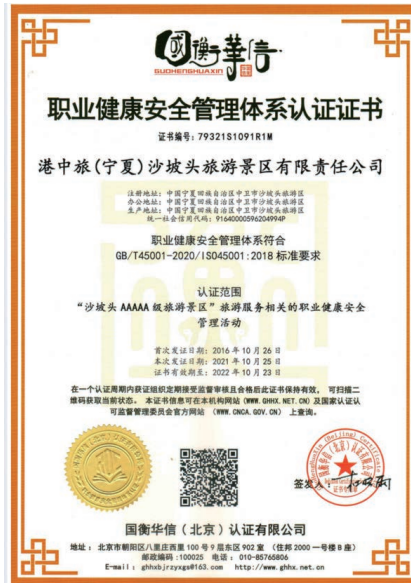 國衡華信
GUOHENGHUAXIN
职业健康安全管理体系认证证书
证书编号：79321S1091R1M
港中旅(宁夏)沙坡头旅游景区有限责任公司
注册地址：中国宁夏回族自治区中卫市沙坡头旅游区
办公地址：中国宁夏回族自治区中卫市沙坡头旅游区
生产地址：中国宁夏回族自治区中卫市沙坡头旅游区
统一社会信用代码：91640000596204994P
职业健康安全管理体系符合
GB/T45001-2020/ISO45001:2018 标准要求
认证范围
“沙坡头 AAAAA 级旅游景区”旅游服务相关的职业健康安全
管理活动
首次发证日期：2016 年 10 月 26 日
本次发证日期：2021 年 10 月 25 日
证书有效期至：2022 年 10 月 23 日
在一个认证周期内获证组织定期接受监督审核且合格后此证书保持有效。 可扫描二
维码获取当前状态。 本证书信息可在本机构网站 (WWW.GHHX.NET.CN) 及国家认证认
可监督管理委员会官方网站 (WWW.CNCA.GOV.CN) 上查询。
签发人：
国衡华信（北京）认证有限公司
地址：北京市朝阳区八里庄西里 100 号 9 层东区 902 室 (住邦 2000 一号楼 B 座)
邮政编码:100025 电话：010-85765806
E-mail：ghhxbjrzyxgs@163.com http://www.ghhx.net.cn